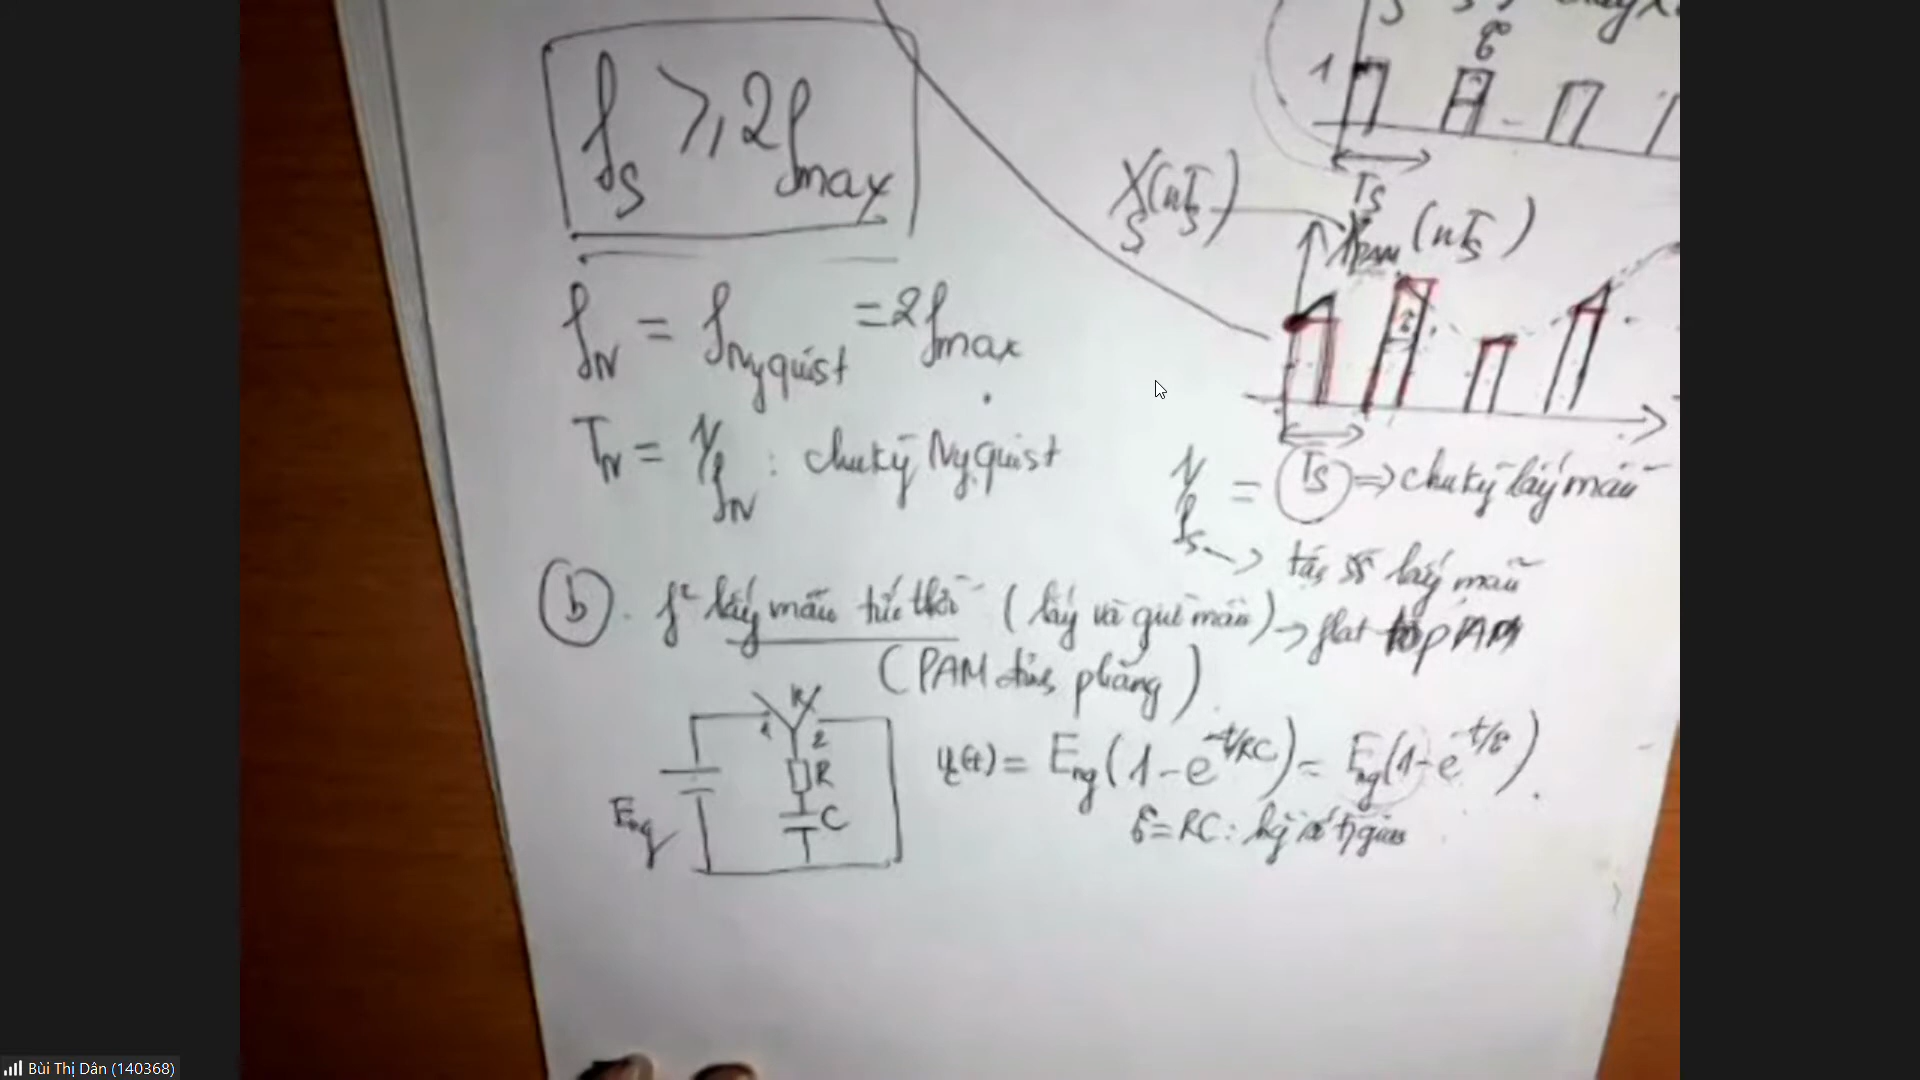 fs ⩾ 2fmax
fN = fNyquist = 2fmax
TN = 1/fN : chu kỳ Nyquist
1
τ
Ts
Xs(nTs)
XPAM(nTs)
τ
1/fs = Ts => chu kỳ lấy mẫu
-> tần số lấy mẫu
b. f² lấy mẫu tức thời (lấy và giữ mẫu) -> flat top PAM
(PAM đỉnh phẳng)
K
1
2
R
C
Eng
uc(t) = Eng(1-e^-t/RC) = Eng(1-e^-t/τ).
τ = RC: hằng số t/gian
Bùi Thị Dân (140368)